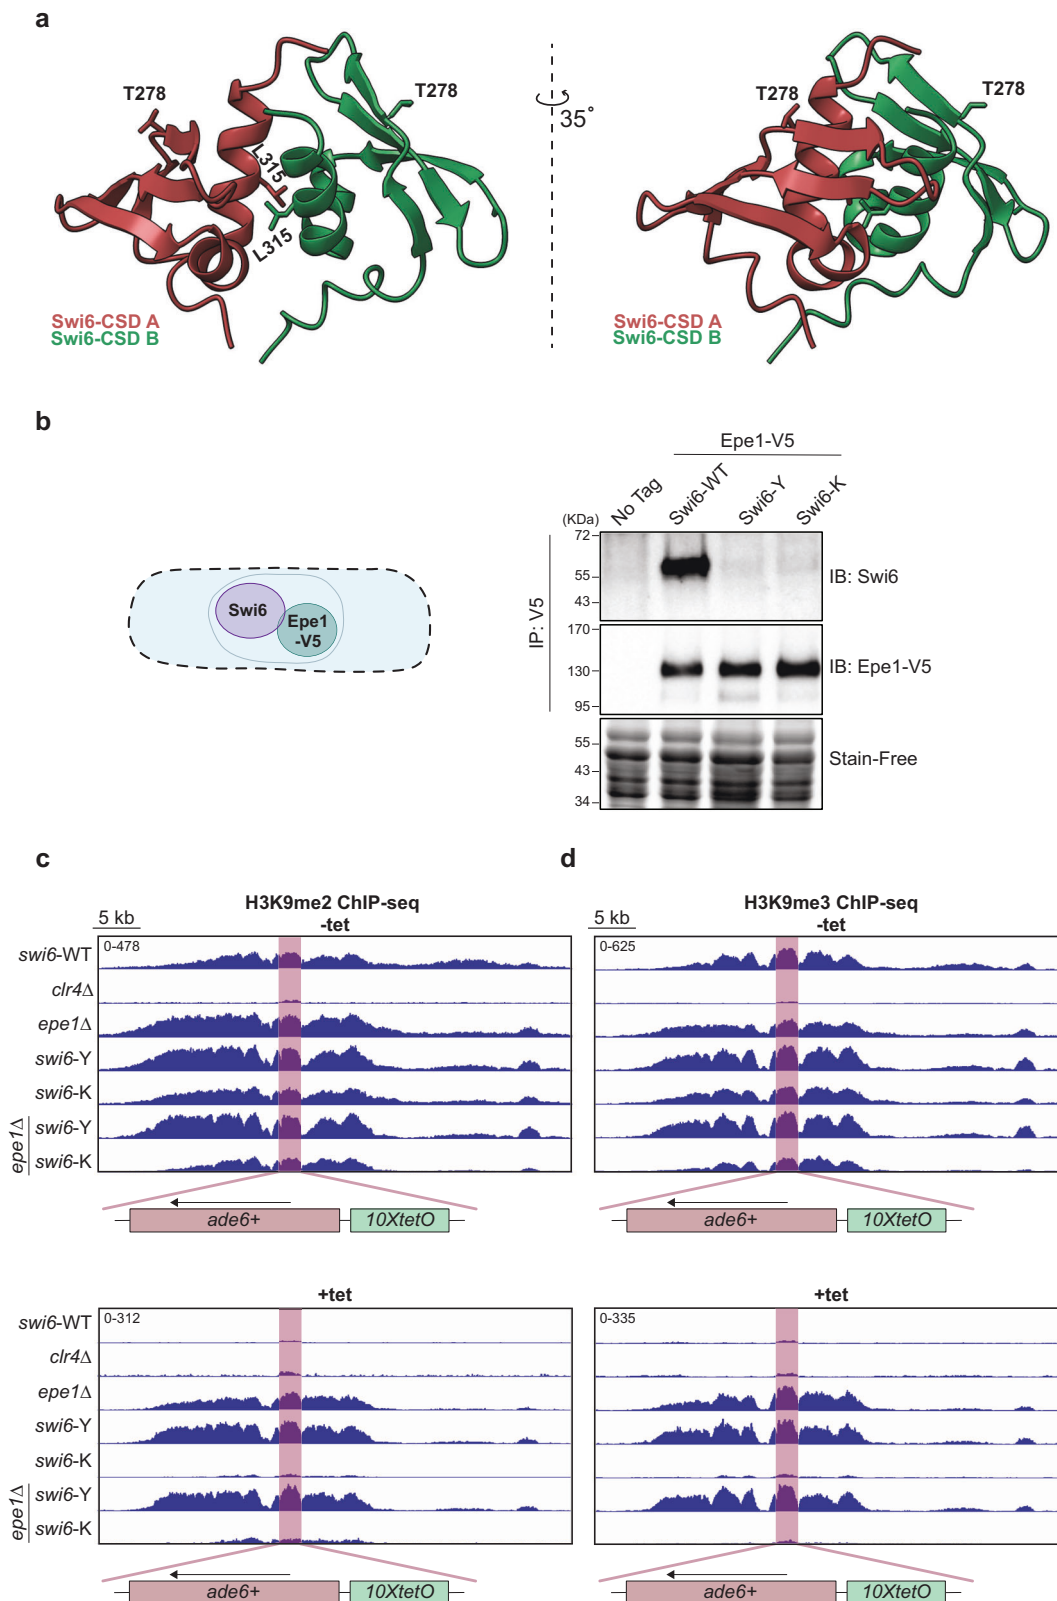 a
T278
L315
L315
T278
Swi6-CSD A
Swi6-CSD B
35°
T278
T278
Swi6-CSD A
Swi6-CSD B
b
Swi6
Epe1
-V5
Epe1-V5
(KDa)
No Tag
Swi6-WT
Swi6-Y
Swi6-K
IP: V5
72
55
43
IB: Swi6
170
130
95
IB: Epe1-V5
55
43
34
Stain-Free
c
5 kb
H3K9me2 ChIP-seq
-tet
0-478
swi6-WT
clr4Δ
epe1Δ
swi6-Y
swi6-K
epe1Δ
swi6-Y
swi6-K
ade6+
10XtetO
+tet
0-312
swi6-WT
clr4Δ
epe1Δ
swi6-Y
swi6-K
epe1Δ
swi6-Y
swi6-K
ade6+
10XtetO
d
5 kb
H3K9me3 ChIP-seq
-tet
0-625
ade6+
10XtetO
+tet
0-335
ade6+
10XtetO